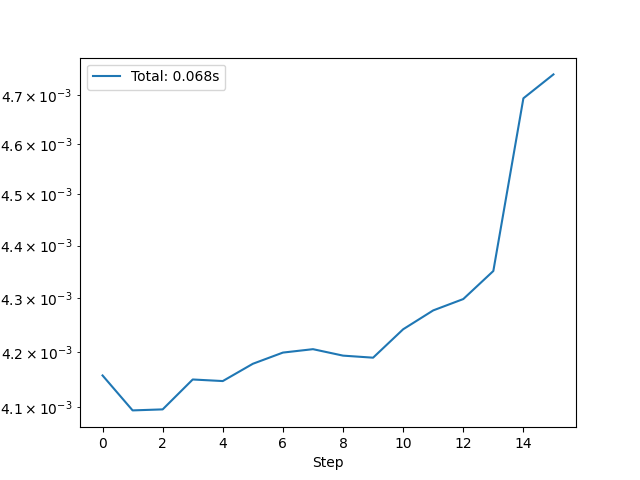 Total: 0.068s
4.7 × 10⁻³
4.6 × 10⁻³
4.5 × 10⁻³
4.4 × 10⁻³
4.3 × 10⁻³
4.2 × 10⁻³
4.1 × 10⁻³
0 2 4 6 8 10 12 14
Step